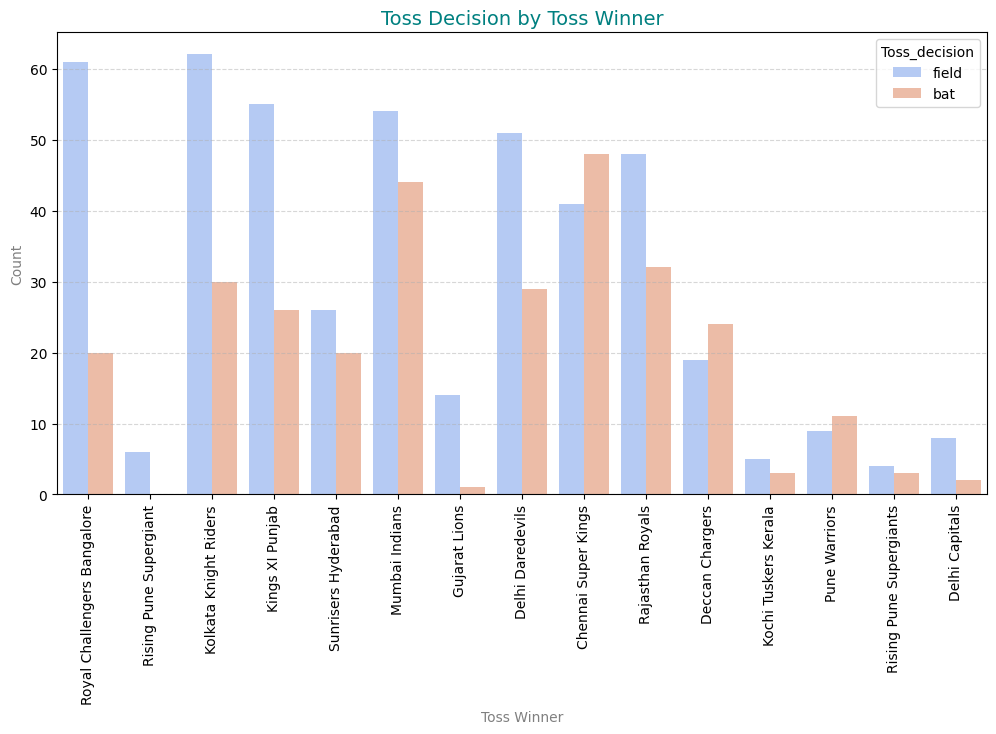 Toss Decision by Toss Winner
Toss_decision
field
bat
Count
60
50
40
30
20
10
0
Royal Challengers Bangalore
Rising Pune Supergiant
Kolkata Knight Riders
Kings XI Punjab
Sunrisers Hyderabad
Mumbai Indians
Gujarat Lions
Delhi Daredevils
Chennai Super Kings
Rajasthan Royals
Deccan Chargers
Kochi Tuskers Kerala
Pune Warriors
Rising Pune Supergiants
Delhi Capitals
Toss Winner